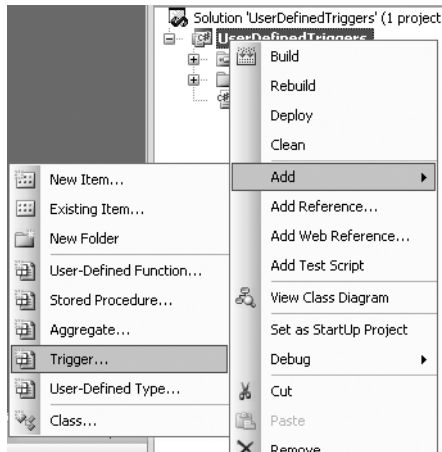 Solution 'UserDefinedTriggers' (1 project
UserDefinedTriggers
Build
Rebuild
Deploy
Clean
Add
Add Reference...
Add Web Reference...
Add Test Script
View Class Diagram
Set as StartUp Project
Debug
Cut
Paste
Remove
New Item...
Existing Item...
New Folder
User-Defined Function...
Stored Procedure...
Aggregate...
Trigger...
User-Defined Type...
Class...